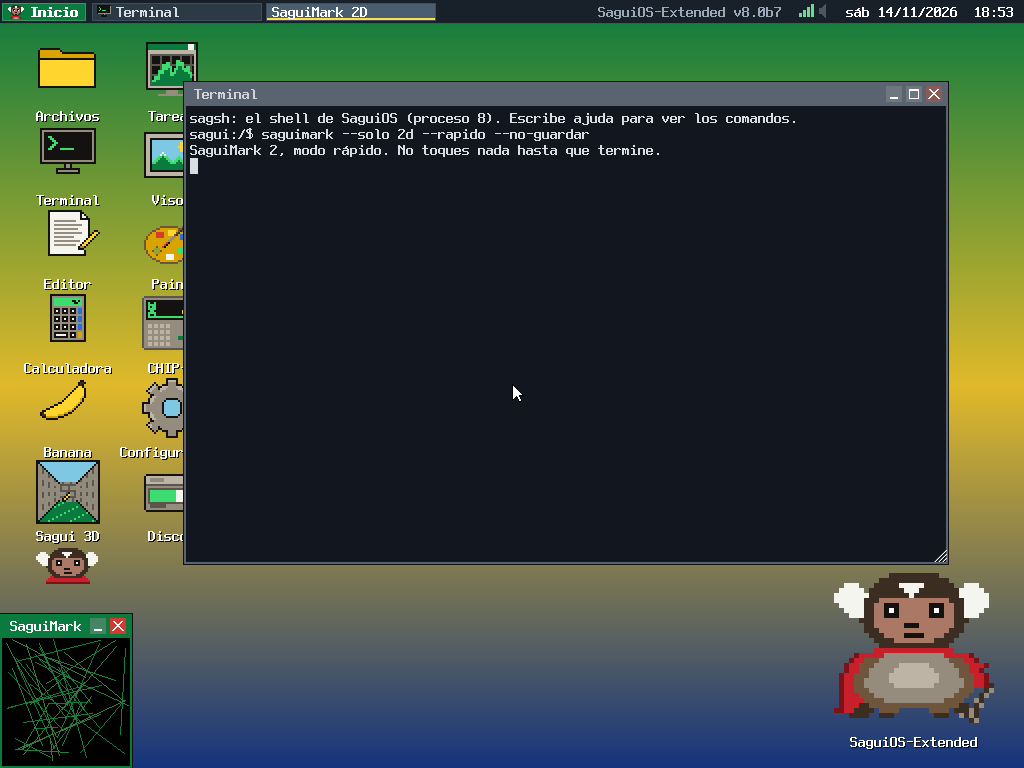 Inicio
Terminal
SaguiMark 2D
SaguiOS-Extended v8.0b7
sáb 14/11/2026
18:53
Archivos
Terminal
Editor
Calculadora
Banana
Sagui 3D
Terminal
sagsh: el shell de SaguiOS (proceso 8). Escribe ajuda para ver los comandos.
sagui:/$ saguimark --solo 2d --rapido --no-guardar
SaguiMark 2, modo rápido. No toques nada hasta que termine.
SaguiMark
SaguiOS-Extended